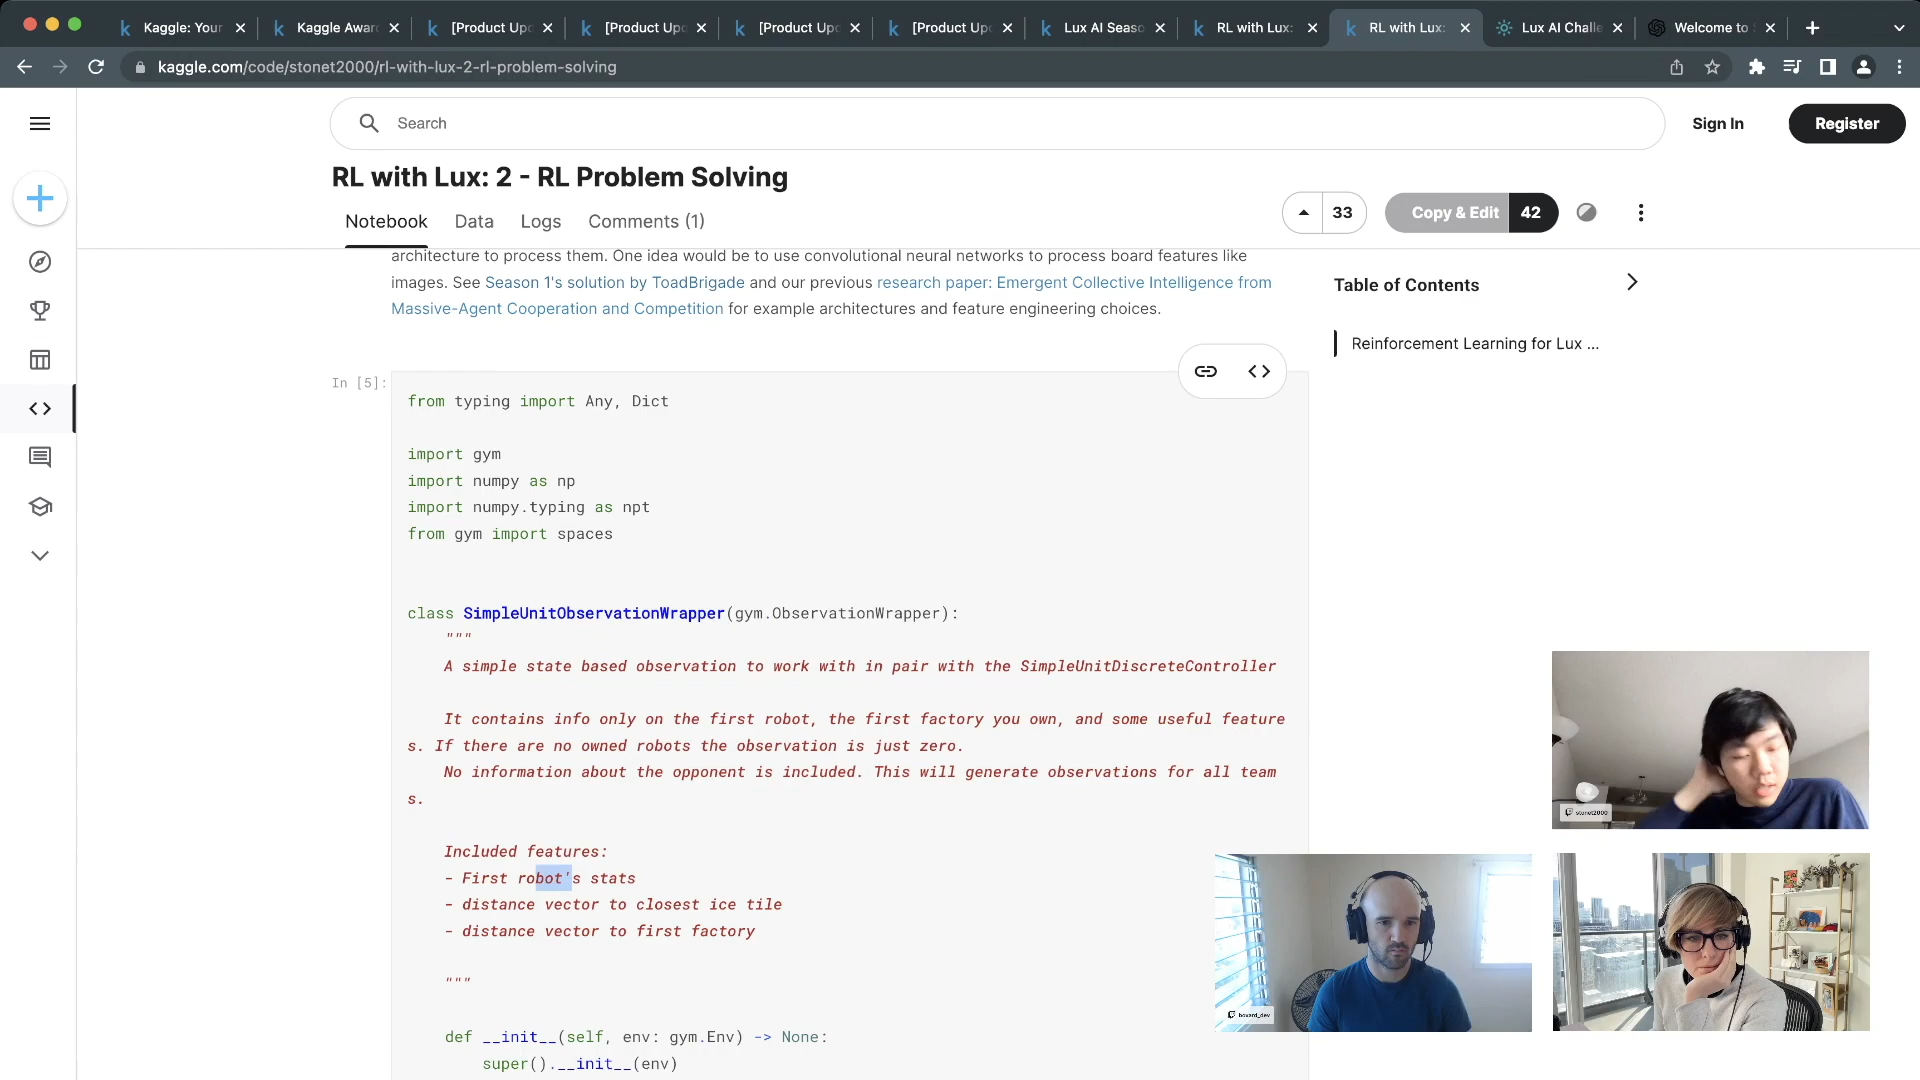 Kaggle: Your
Kaggle Awar
[Product Upd
[Product Upd
[Product Upd
[Product Upd
Lux AI Seaso
RL with Lux:
RL with Lux:
Lux AI Challe
Welcome to
kaggle.com/code/stonet2000/rl-with-lux-2-rl-problem-solving
Search
Sign In
Register
RL with Lux: 2 - RL Problem Solving
Notebook
Data
Logs
Comments (1)
33
Copy & Edit
42
architecture to process them. One idea would be to use convolutional neural networks to process board features like
images. See Season 1's solution by ToadBrigade and our previous research paper: Emergent Collective Intelligence from
Massive-Agent Cooperation and Competition for example architectures and feature engineering choices.
Table of Contents
Reinforcement Learning for Lux ...
In [5]:
from typing import Any, Dict
import gym
import numpy as np
import numpy.typing as npt
from gym import spaces
class SimpleUnitObservationWrapper(gym.ObservationWrapper):
"""
A simple state based observation to work with in pair with the SimpleUnitDiscreteController
It contains info only on the first robot, the first factory you own, and some useful feature
s. If there are no owned robots the observation is just zero.
No information about the opponent is included. This will generate observations for all team
s.
Included features:
- First robot's stats
- distance vector to closest ice tile
- distance vector to first factory
"""
def __init__(self, env: gym.Env) -> None:
super().__init__(env)
stonet2000
bovard_dev